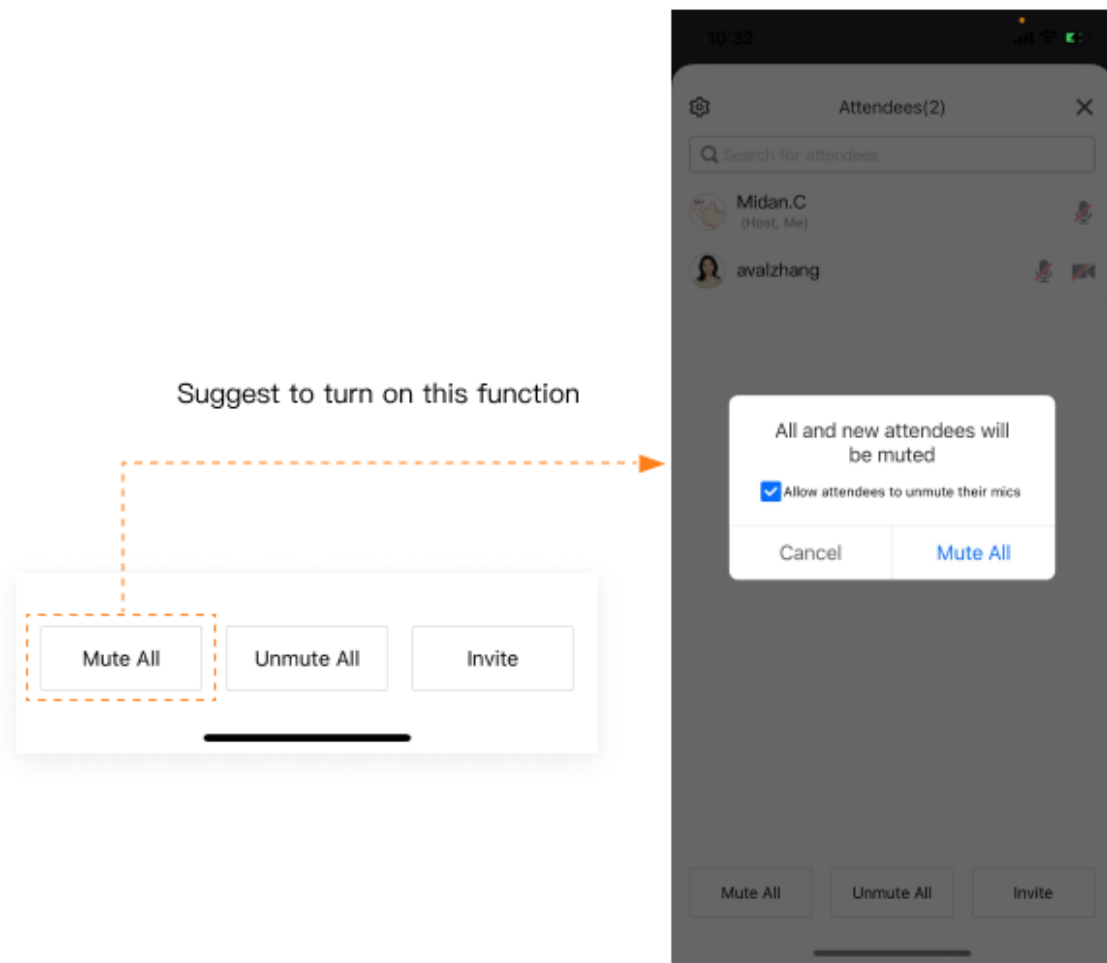 Suggest to turn on this function
Mute All
Unmute All
Invite
10:32
Attendees(2)
Search for attendees
Midan.C
(Host, Me)
avalzhang
All and new attendees will
be muted
Allow attendees to unmute their mics
Cancel
Mute All
Mute All
Unmute All
Invite